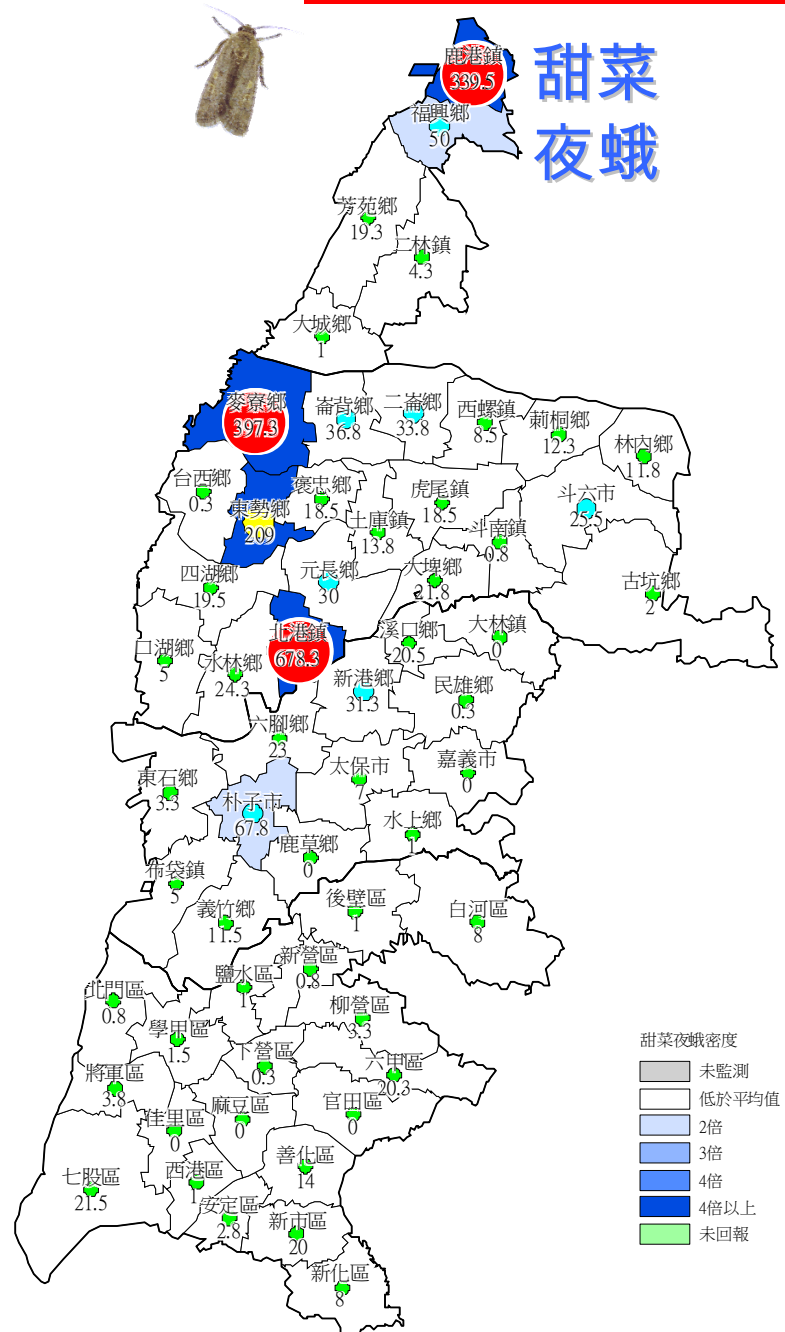 甜菜
夜蛾
鹿港鎮
339.5
福興鄉
50
芳苑鄉
19.3
二林鎮
4.3
大城鄉
1
麥寮鄉
397.3
崙背鄉
36.8
二崙鄉
33.8
西螺鎮
8.5
莿桐鄉
12.3
林內鄉
11.8
台西鄉
0.3
東勢鄉
209
褒忠鄉
18.5
虎尾鎮
18.5
土庫鎮
13.8
斗六市
25.5
斗南鎮
0.8
四湖鄉
19.5
元長鄉
30
大埤鄉
21.8
古坑鄉
2
口湖鄉
5
水林鄉
24.3
北港鎮
678.3
溪口鄉
20.5
大林鎮
0
新港鄉
31.3
民雄鄉
0.3
六腳鄉
23
東石鄉
3.3
太保市
7
嘉義市
0
朴子市
67.8
鹿草鄉
0
水上鄉
1
布袋鎮
5
義竹鄉
11.5
後壁區
1
白河區
8
鹽水區
1
新營區
0.8
北門區
0.8
學甲區
1.5
柳營區
3.3
下營區
0.3
六甲區
20.3
將軍區
3.8
佳里區
0
麻豆區
0
官田區
0
七股區
21.5
西港區
1
善化區
14
安定區
2.8
新市區
20
新化區
8
甜菜夜蛾密度
未監測
低於平均值
2倍
3倍
4倍
4倍以上
未回報